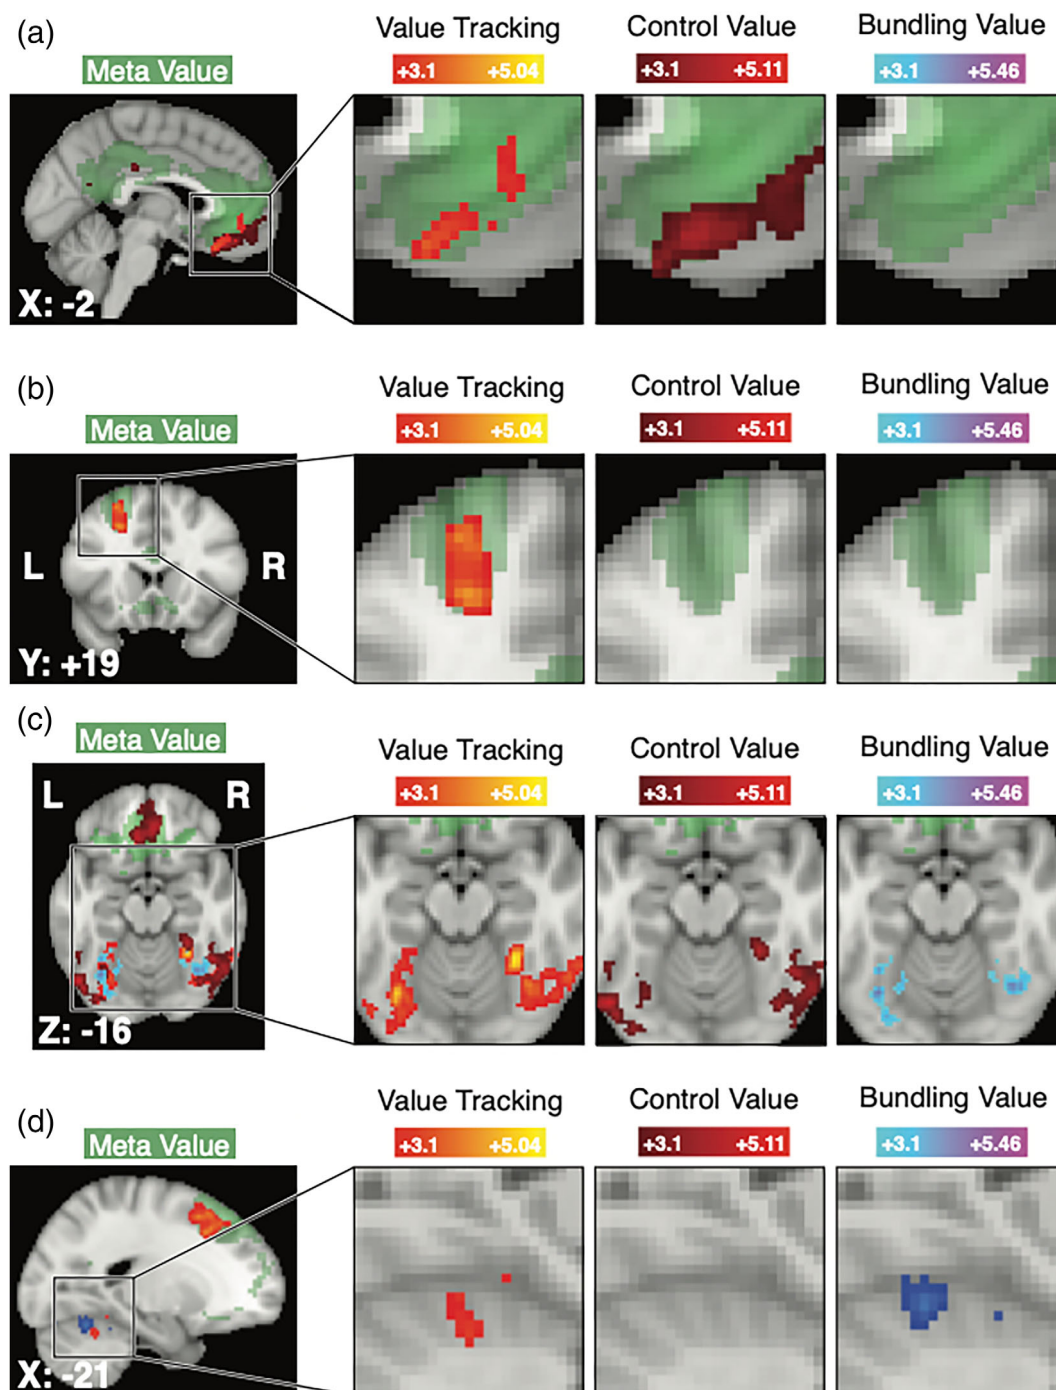 (a)
Meta Value
Value Tracking
Control Value
Bundling Value
+3.1 +5.04
+3.1 +5.11
+3.1 +5.46
X: -2
(b)
Meta Value
Value Tracking
Control Value
Bundling Value
+3.1 +5.04
+3.1 +5.11
+3.1 +5.46
L
R
Y: +19
(c)
Meta Value
Value Tracking
Control Value
Bundling Value
+3.1 +5.04
+3.1 +5.11
+3.1 +5.46
L
R
Z: -16
(d)
Meta Value
Value Tracking
Control Value
Bundling Value
+3.1 +5.04
+3.1 +5.11
+3.1 +5.46
X: -21